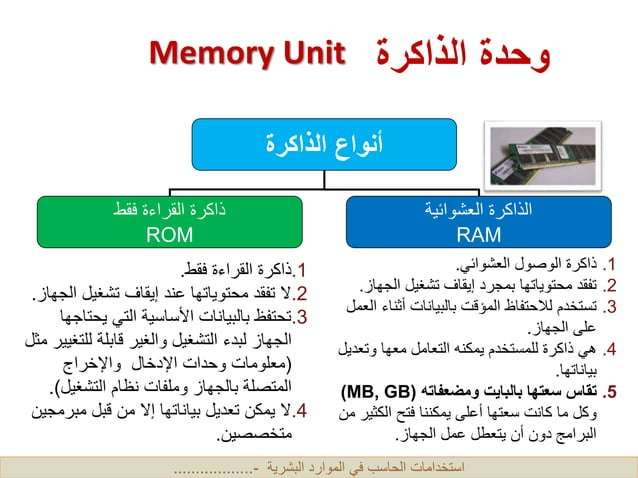 وحدة الذاكرة Memory Unit
أنواع الذاكرة
الذاكرة العشوائية
RAM
1. ذاكرة الوصول العشوائي.
2. تفقد محتوياتها بمجرد إيقاف تشغيل الجهاز.
3. تستخدم للاحتفاظ المؤقت بالبيانات أثناء العمل
على الجهاز.
4. هي ذاكرة للمستخدم يمكنه التعامل معها وتعديل
بياناتها.
5. تقاس سعتها بالبايت ومضعفاته (MB, GB)
وكل ما كانت سعتها أعلى يمكننا فتح الكثير من
البرامج دون أن يتعطل عمل الجهاز.
ذاكرة القراءة فقط
ROM
1.ذاكرة القراءة فقط.
2.لا تفقد محتوياتها عند إيقاف تشغيل الجهاز.
3.تحتفظ بالبيانات الأساسية التي يحتاجها
الجهاز لبدء التشغيل والغير قابلة للتغيير مثل
(معلومات وحدات الإدخال والإخراج
المتصلة بالجهاز وملفات نظام التشغيل).
4.لا يمكن تعديل بياناتها إلا من قبل مبرمجين
متخصصين.
استخدامات الحاسب في الموارد البشرية -..................